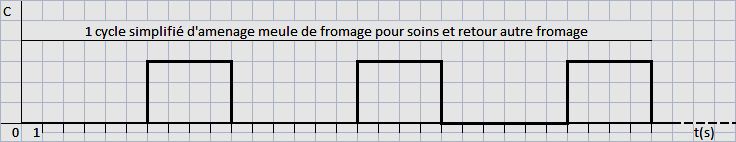 C
1 cycle simplifié d'amenage meule de fromage pour soins et retour autre fromage
0 1 t(s)